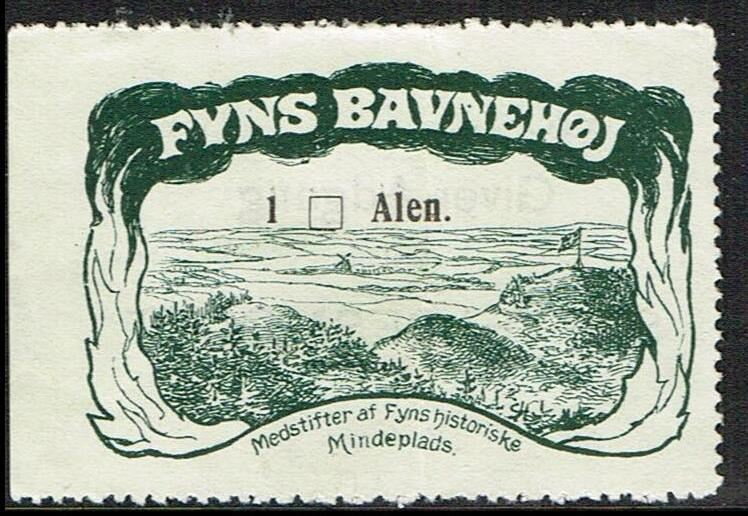 FYNS BAVNEHØJ
1 □ Alen.
Medstifter af Fyns historiske
Mindeplads.